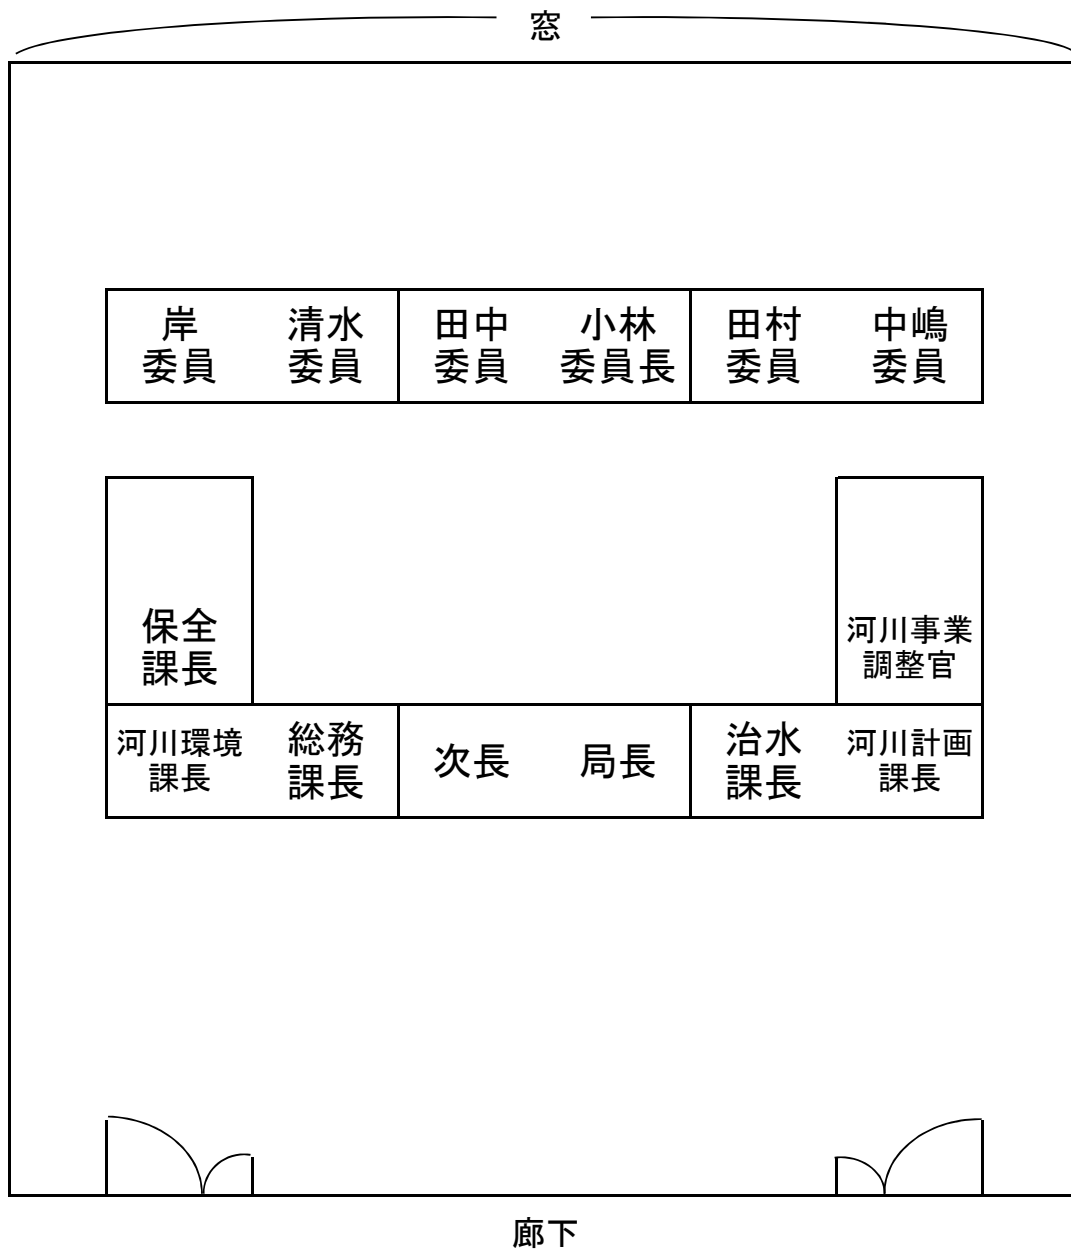 窓
岸 清水 田中 小林 田村 中嶋
委員 委員 委員 委員長 委員 委員
保全
課長
河川事業
調整官
河川環境 総務 次長 局長 治水 河川計画
課長 課長 課長 課長
廊下